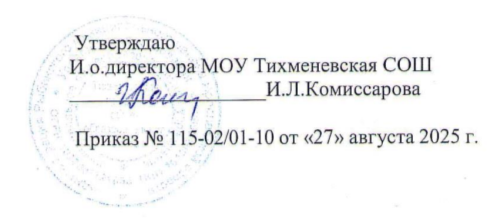 Утверждаю
И.о.директора МОУ Тихменевская СОШ
И.Л.Комиссарова
Приказ № 115-02/01-10 от «27» августа 2025 г.